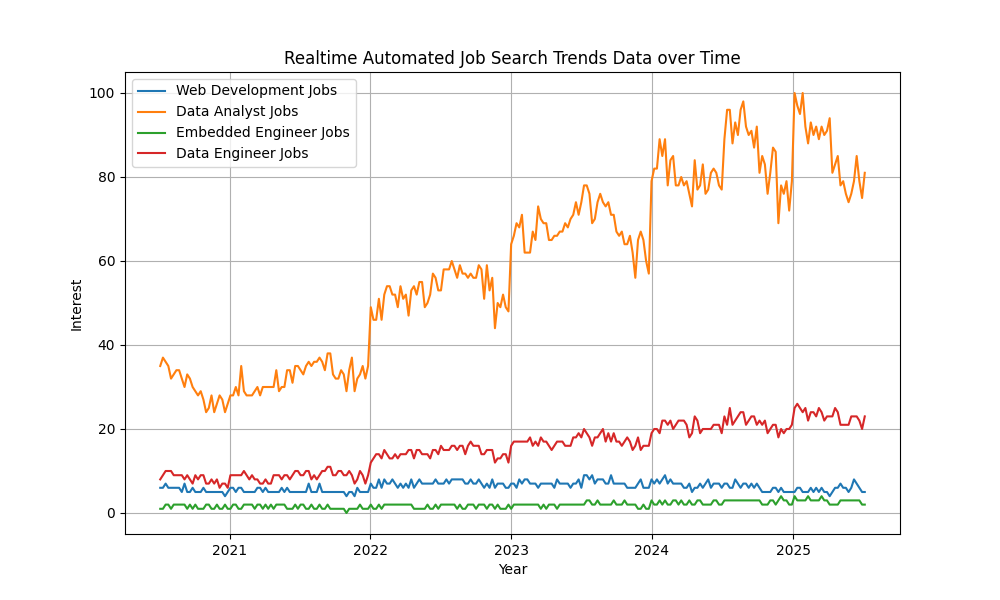 Realtime Automated Job Search Trends Data over Time
Web Development Jobs
Data Analyst Jobs
Embedded Engineer Jobs
Data Engineer Jobs
100
80
60
40
20
0
Interest
2021 2022 2023 2024 2025
Year